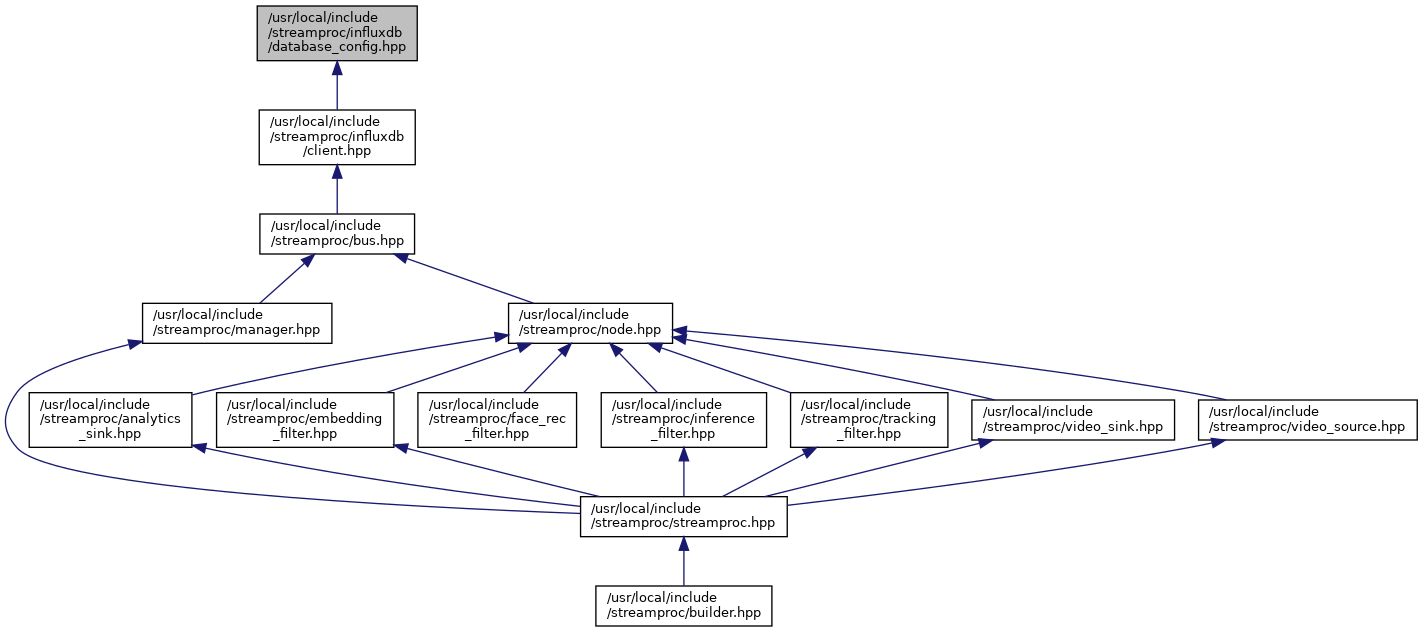 /usr/local/include
/streamproc/influxdb
/database_config.hpp
/usr/local/include
/streamproc/influxdb
/client.hpp
/usr/local/include
/streamproc/bus.hpp
/usr/local/include
/streamproc/manager.hpp
/usr/local/include
/streamproc/node.hpp
/usr/local/include
/streamproc/analytics
_sink.hpp
/usr/local/include
/streamproc/embedding
_filter.hpp
/usr/local/include
/streamproc/face_rec
_filter.hpp
/usr/local/include
/streamproc/inference
_filter.hpp
/usr/local/include
/streamproc/tracking
_filter.hpp
/usr/local/include
/streamproc/video_sink.hpp
/usr/local/include
/streamproc/video_source.hpp
/usr/local/include
/streamproc/streamproc.hpp
/usr/local/include
/streamproc/builder.hpp